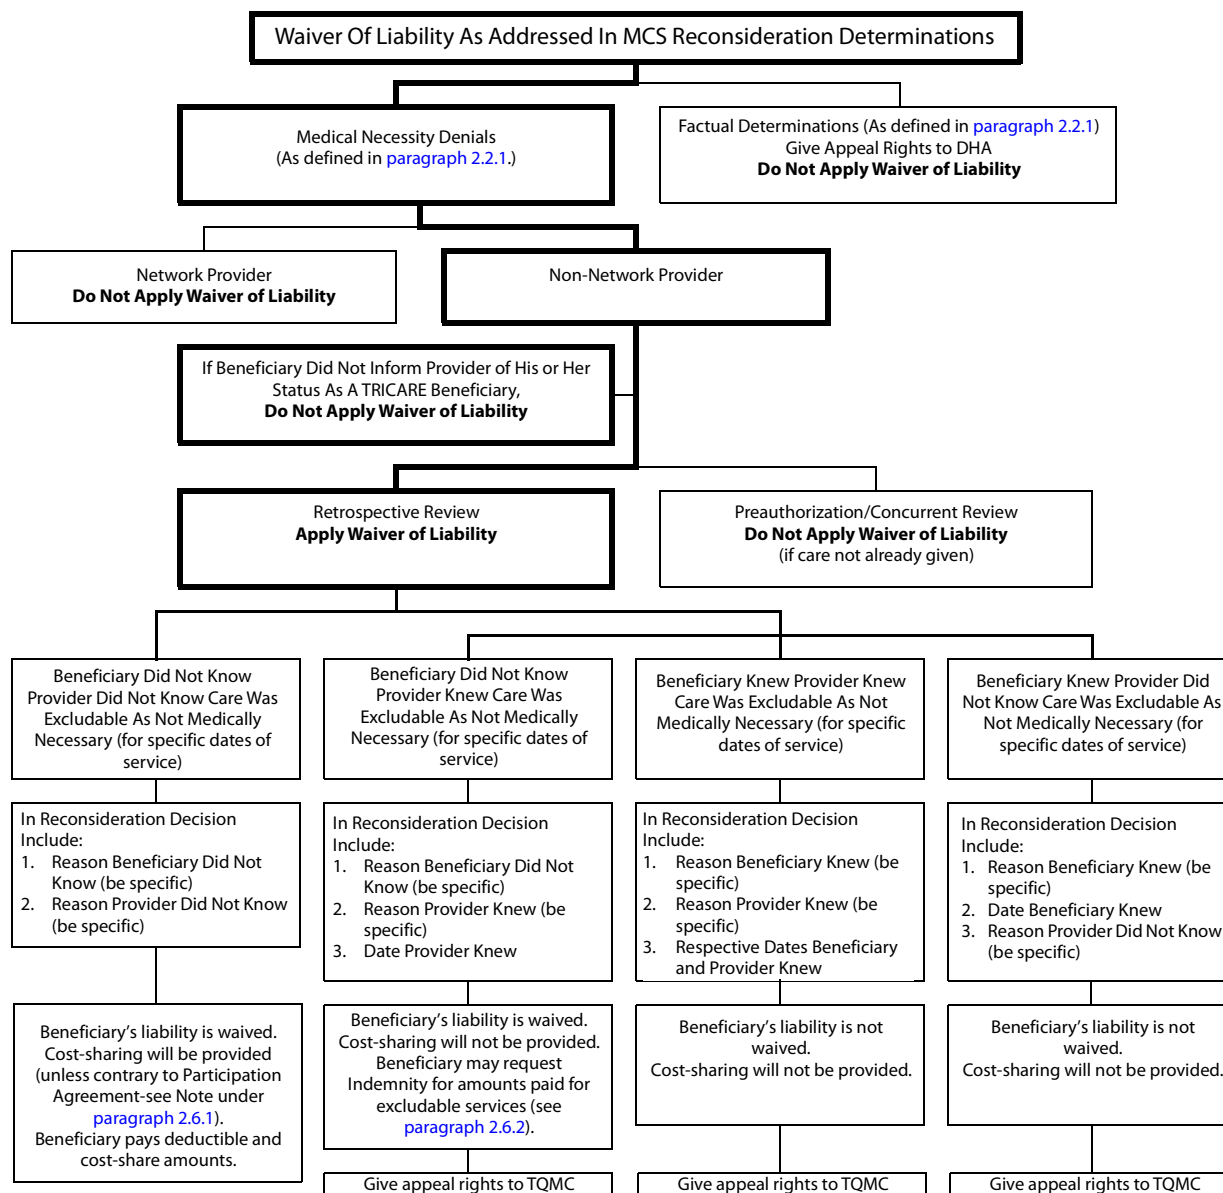 Waiver Of Liability As Addressed In MCS Reconsideration Determinations
Medical Necessity Denials
(As defined in paragraph 2.2.1.)
Factual Determinations (As defined in paragraph 2.2.1)
Give Appeal Rights to DHA
Do Not Apply Waiver of Liability
Network Provider
Do Not Apply Waiver of Liability
Non-Network Provider
If Beneficiary Did Not Inform Provider of His or Her
Status As A TRICARE Beneficiary,
Do Not Apply Waiver of Liability
Retrospective Review
Apply Waiver of Liability
Preauthorization/Concurrent Review
Do Not Apply Waiver of Liability
(if care not already given)
Beneficiary Did Not Know
Provider Did Not Know Care Was
Excludable As Not Medically
Necessary (for specific dates of
service)
Beneficiary Did Not Know
Provider Knew Care Was
Excludable As Not Medically
Necessary (for specific dates of
service)
Beneficiary Knew Provider Knew
Care Was Excludable As Not
Medically Necessary (for specific
dates of service)
Beneficiary Knew Provider Did
Not Know Care Was Excludable As
Not Medically Necessary (for
specific dates of service)
In Reconsideration Decision
Include:
1. Reason Beneficiary Did Not
Know (be specific)
2. Reason Provider Did Not Know
(be specific)
In Reconsideration Decision
Include:
1. Reason Beneficiary Did Not
Know (be specific)
2. Reason Provider Knew (be
specific)
3. Date Provider Knew
In Reconsideration Decision
Include:
1. Reason Beneficiary Knew (be
specific)
2. Reason Provider Knew (be
specific)
3. Respective Dates Beneficiary
and Provider Knew
In Reconsideration Decision
Include:
1. Reason Beneficiary Knew (be
specific)
2. Date Beneficiary Knew
3. Reason Provider Did Not Know
(be specific)
Beneficiary's liability is waived.
Cost-sharing will be provided
(unless contrary to Participation
Agreement-see Note under
paragraph 2.6.1).
Beneficiary pays deductible and
cost-share amounts.
Beneficiary's liability is waived.
Cost-sharing will not be provided.
Beneficiary may request
Indemnity for amounts paid for
excludable services (see
paragraph 2.6.2).
Beneficiary's liability is not
waived.
Cost-sharing will not be provided.
Beneficiary's liability is not
waived.
Cost-sharing will not be provided.
Give appeal rights to TQMC
Give appeal rights to TQMC
Give appeal rights to TQMC